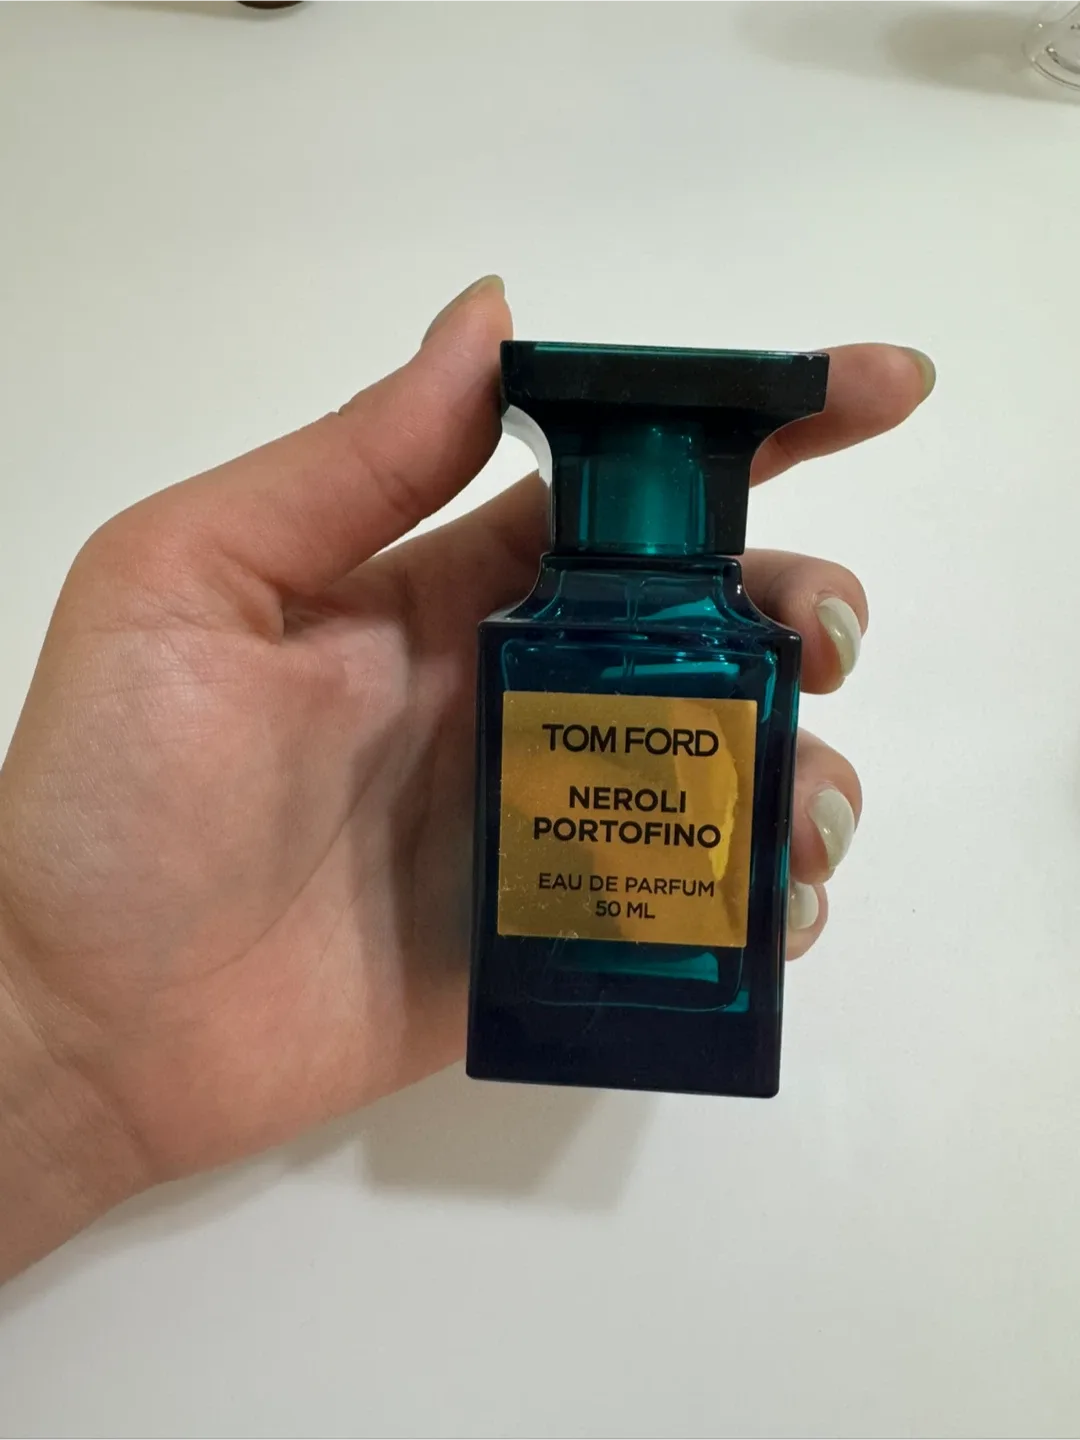 TOM FORD
NEROLI
PORTOFINO
EAU DE PARFUM
50 ML